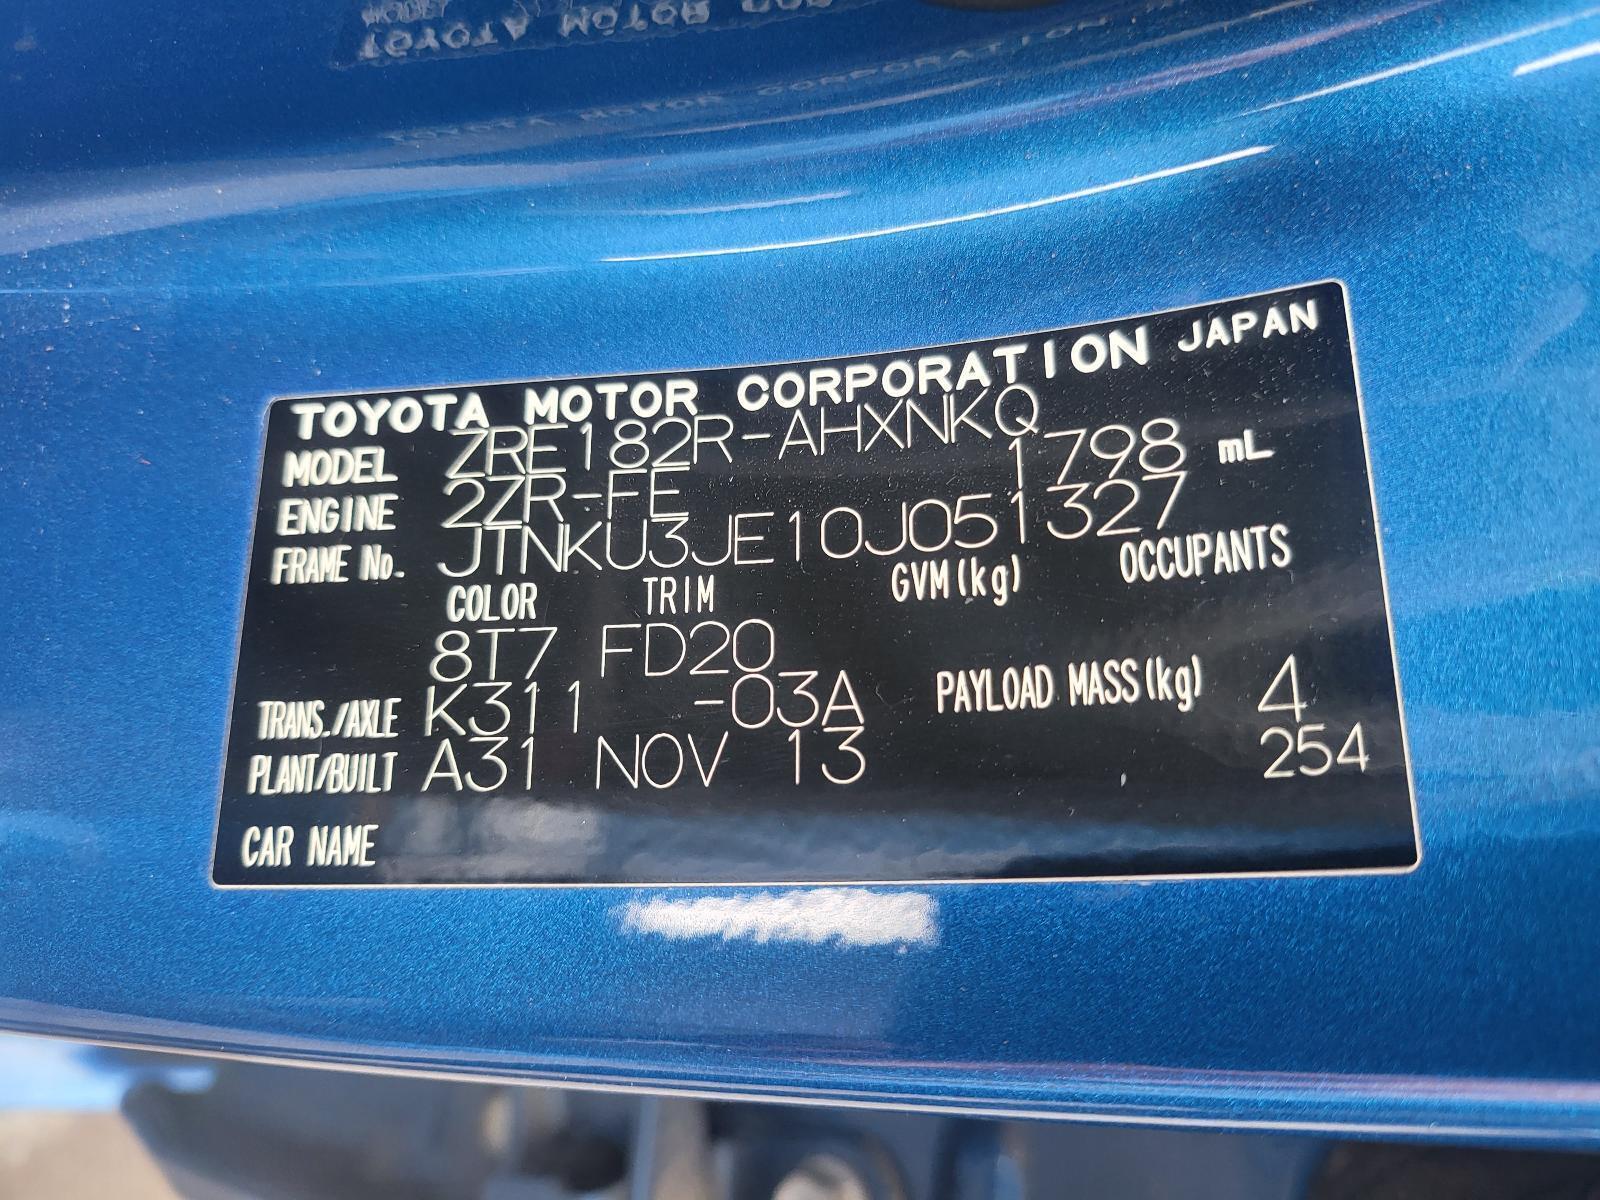 TOYOTA MOTOR CORPORATION JAPAN
MODEL ZRE182R-AHXNKQ
ENGINE 2ZR-FE 1798 mL
FRAME No. JTNKU3JE10J051327
COLOR TRIM GVM(kg) OCCUPANTS
8T7 FD20
TRANS./AXLE K311 -03A PAYLOAD MASS(kg) 4
PLANT/BUILT A31 NOV 13 254
CAR NAME